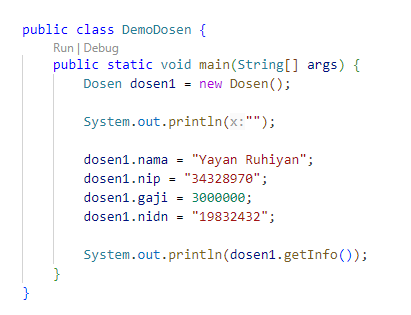 public class DemoDosen {
Run | Debug
public static void main(String[] args) {
Dosen dosen1 = new Dosen();
System.out.println(x:"");
dosen1.nama = "Yayan Ruhiyan";
dosen1.nip = "34328970";
dosen1.gaji = 3000000;
dosen1.nidn = "19832432";
System.out.println(dosen1.getInfo());
}
}